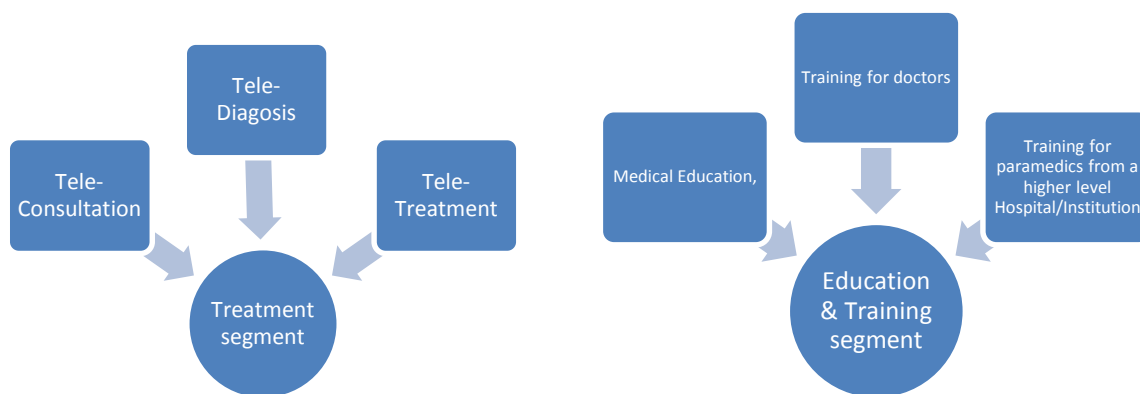 Tele-
Diagosis
Tele-
Consultation
Tele-
Treatment
Treatment
segment
Training for doctors
Medical Education,
Training for
paramedics from a
higher level
Hospital/Institution
Education
& Training
segment